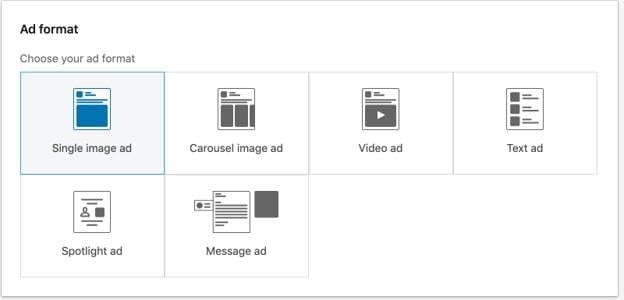 Ad format
Choose your ad format
Single image ad
Carousel image ad
Video ad
Text ad
Spotlight ad
Message ad